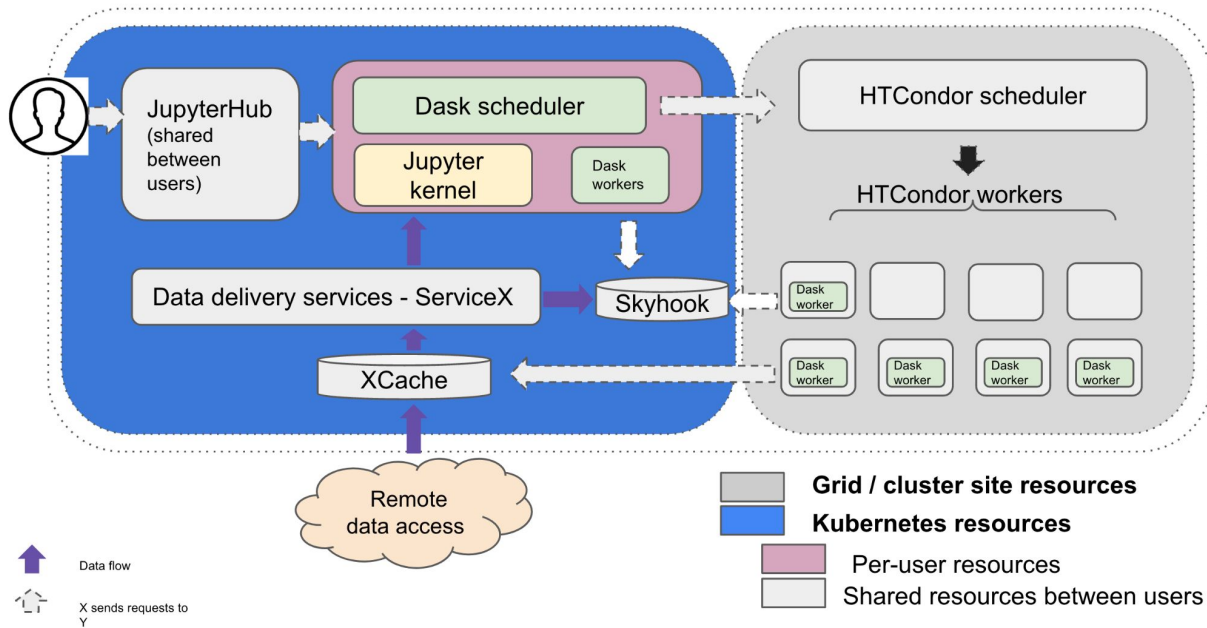 JupyterHub
(shared
between
users)
Dask scheduler
Jupyter
kernel
Dask
workers
HTCondor scheduler
HTCondor workers
Data delivery services - ServiceX
Skyhook
XCache
Dask
worker
Dask
worker
Dask
worker
Dask
worker
Dask
worker
Remote
data access
Grid / cluster site resources
Kubernetes resources
Per-user resources
Shared resources between users
Data flow
X sends requests to
Y